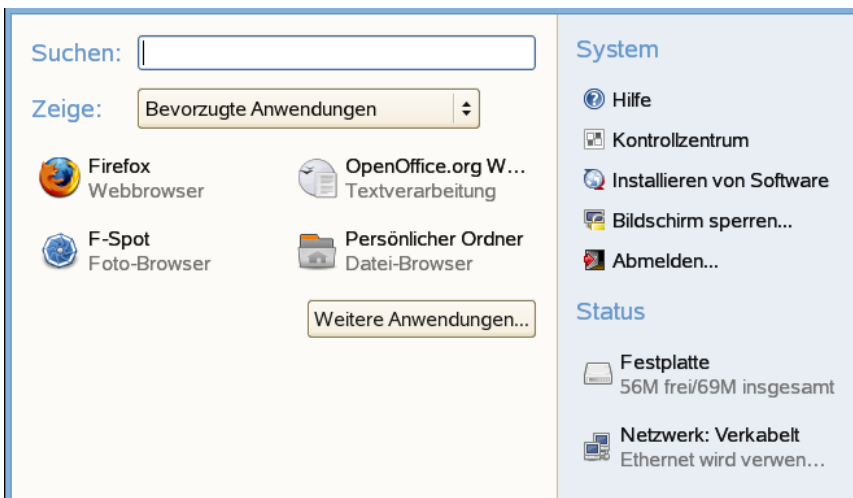 Suchen:
Zeige:
Bevorzugte Anwendungen
Firefox
Webbrowser
OpenOffice.org W...
Textverarbeitung
F-Spot
Foto-Browser
Persönlicher Ordner
Datei-Browser
Weitere Anwendungen...
System
Hilfe
Kontrollzentrum
Installieren von Software
Bildschirm sperren...
Abmelden...
Status
Festplatte
56M frei/69M insgesamt
Netzwerk: Verkabelt
Ethernet wird verwen...